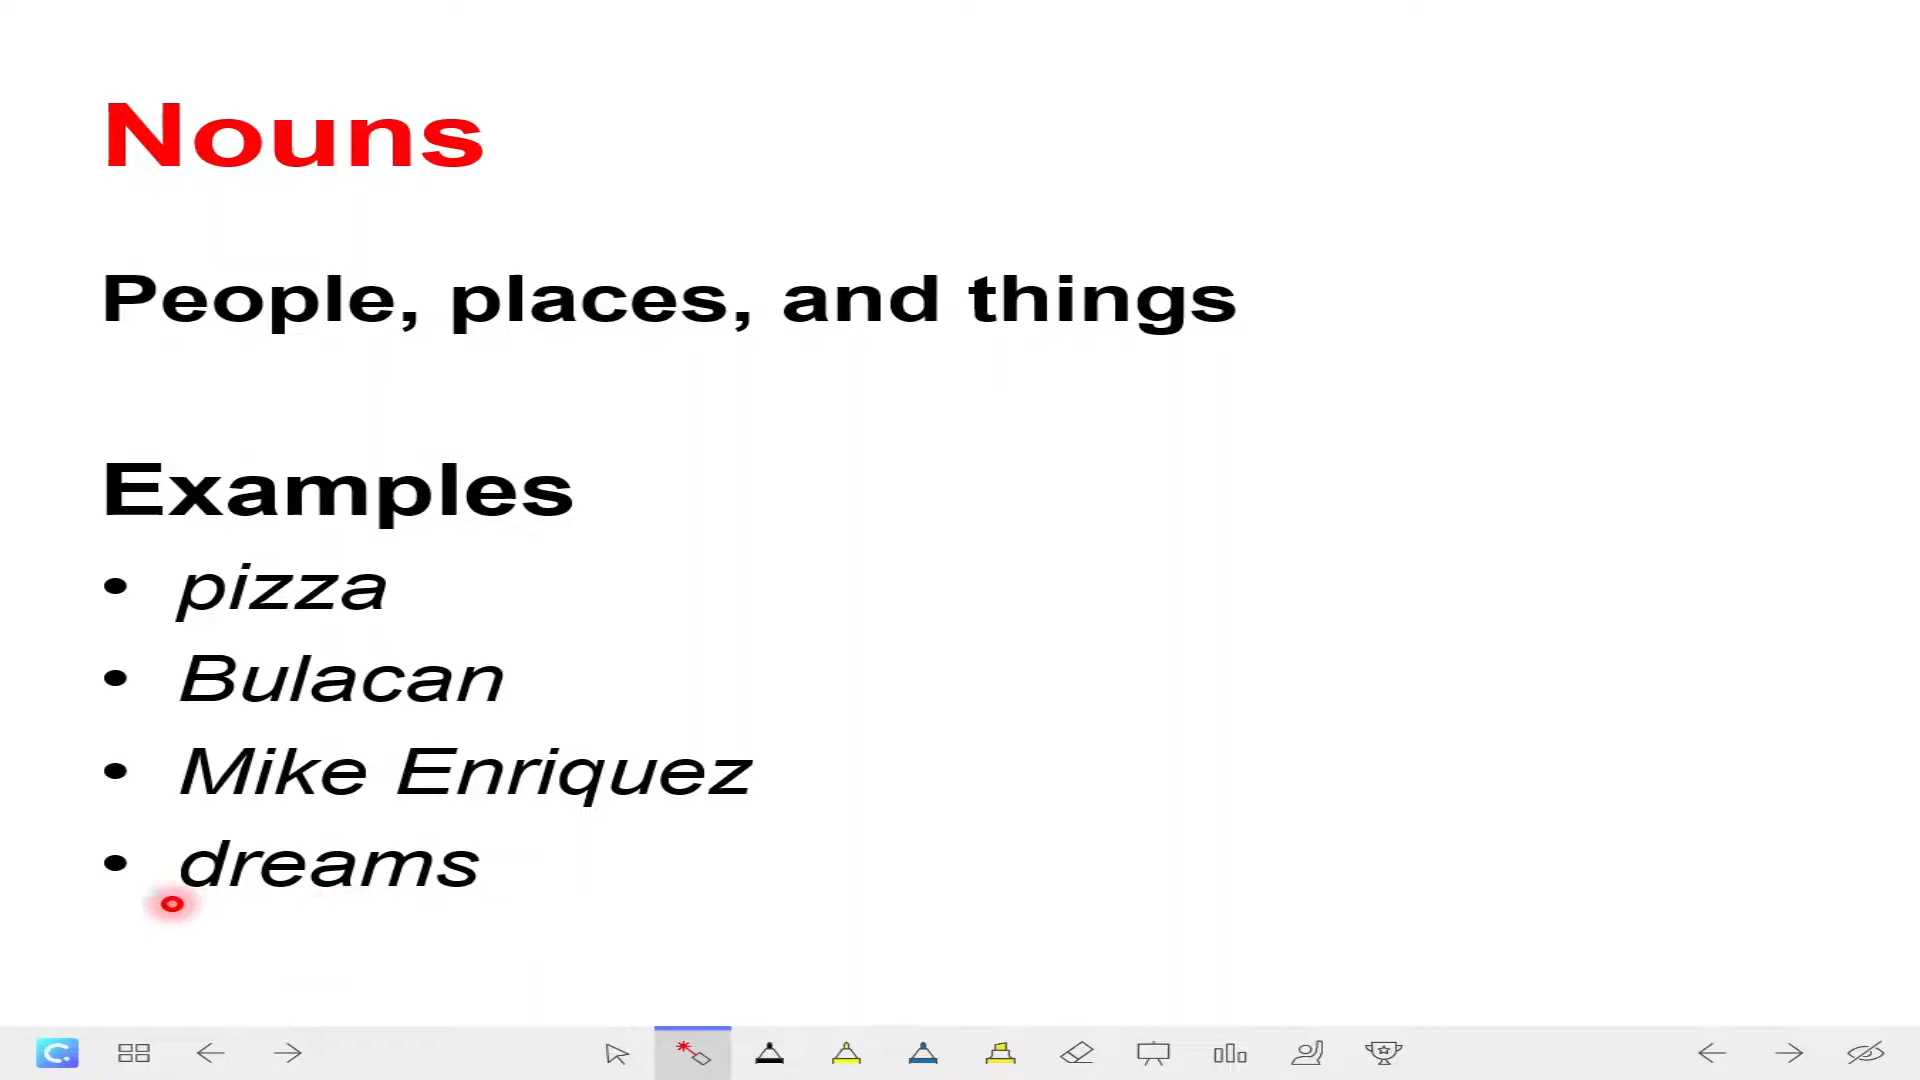 Nouns
People, places, and things
Examples
• pizza
• Bulacan
• Mike Enriquez
• dreams